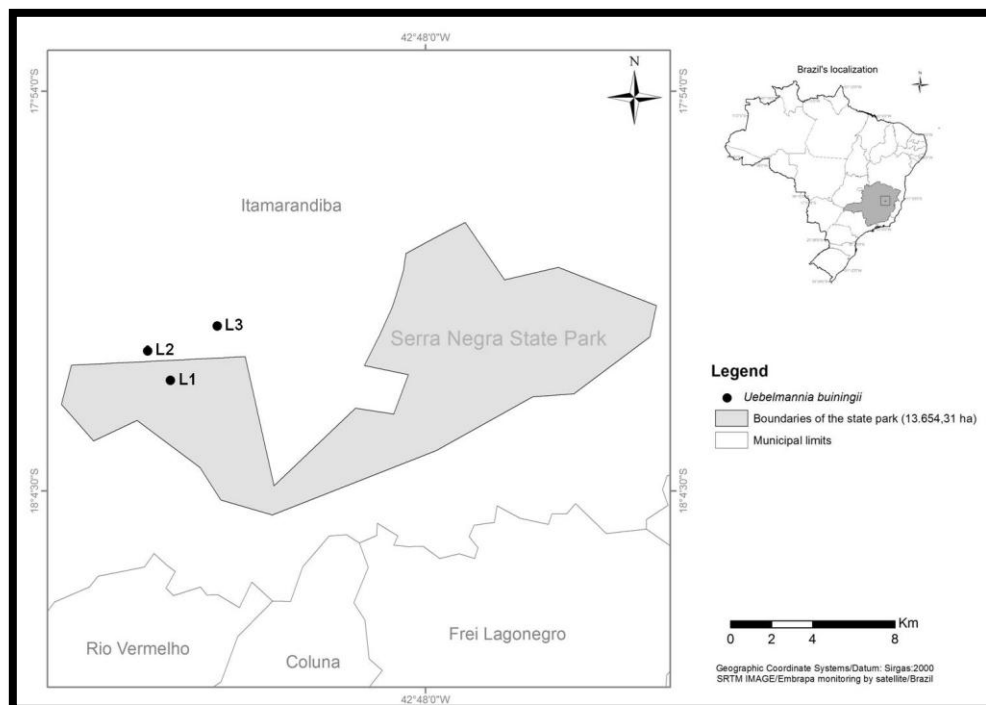 42°48'0"W
N
17°54'0"S
17°54'0"S
Itamarandiba
Serra Negra State Park
L3
L2
L1
18°4'30"S
18°4'30"S
Rio Vermelho
Coluna
Frei Lagonegro
42°48'0"W
Brazil's localization
N
Legend
Uebelmannia buiningii
Boundaries of the state park (13.654,31 ha)
Municipal limits
Km
0 2 4 8
Geographic Coordinate Systems/Datum: Sirgas:2000
SRTM IMAGE/Embrapa monitoring by satellite/Brazil